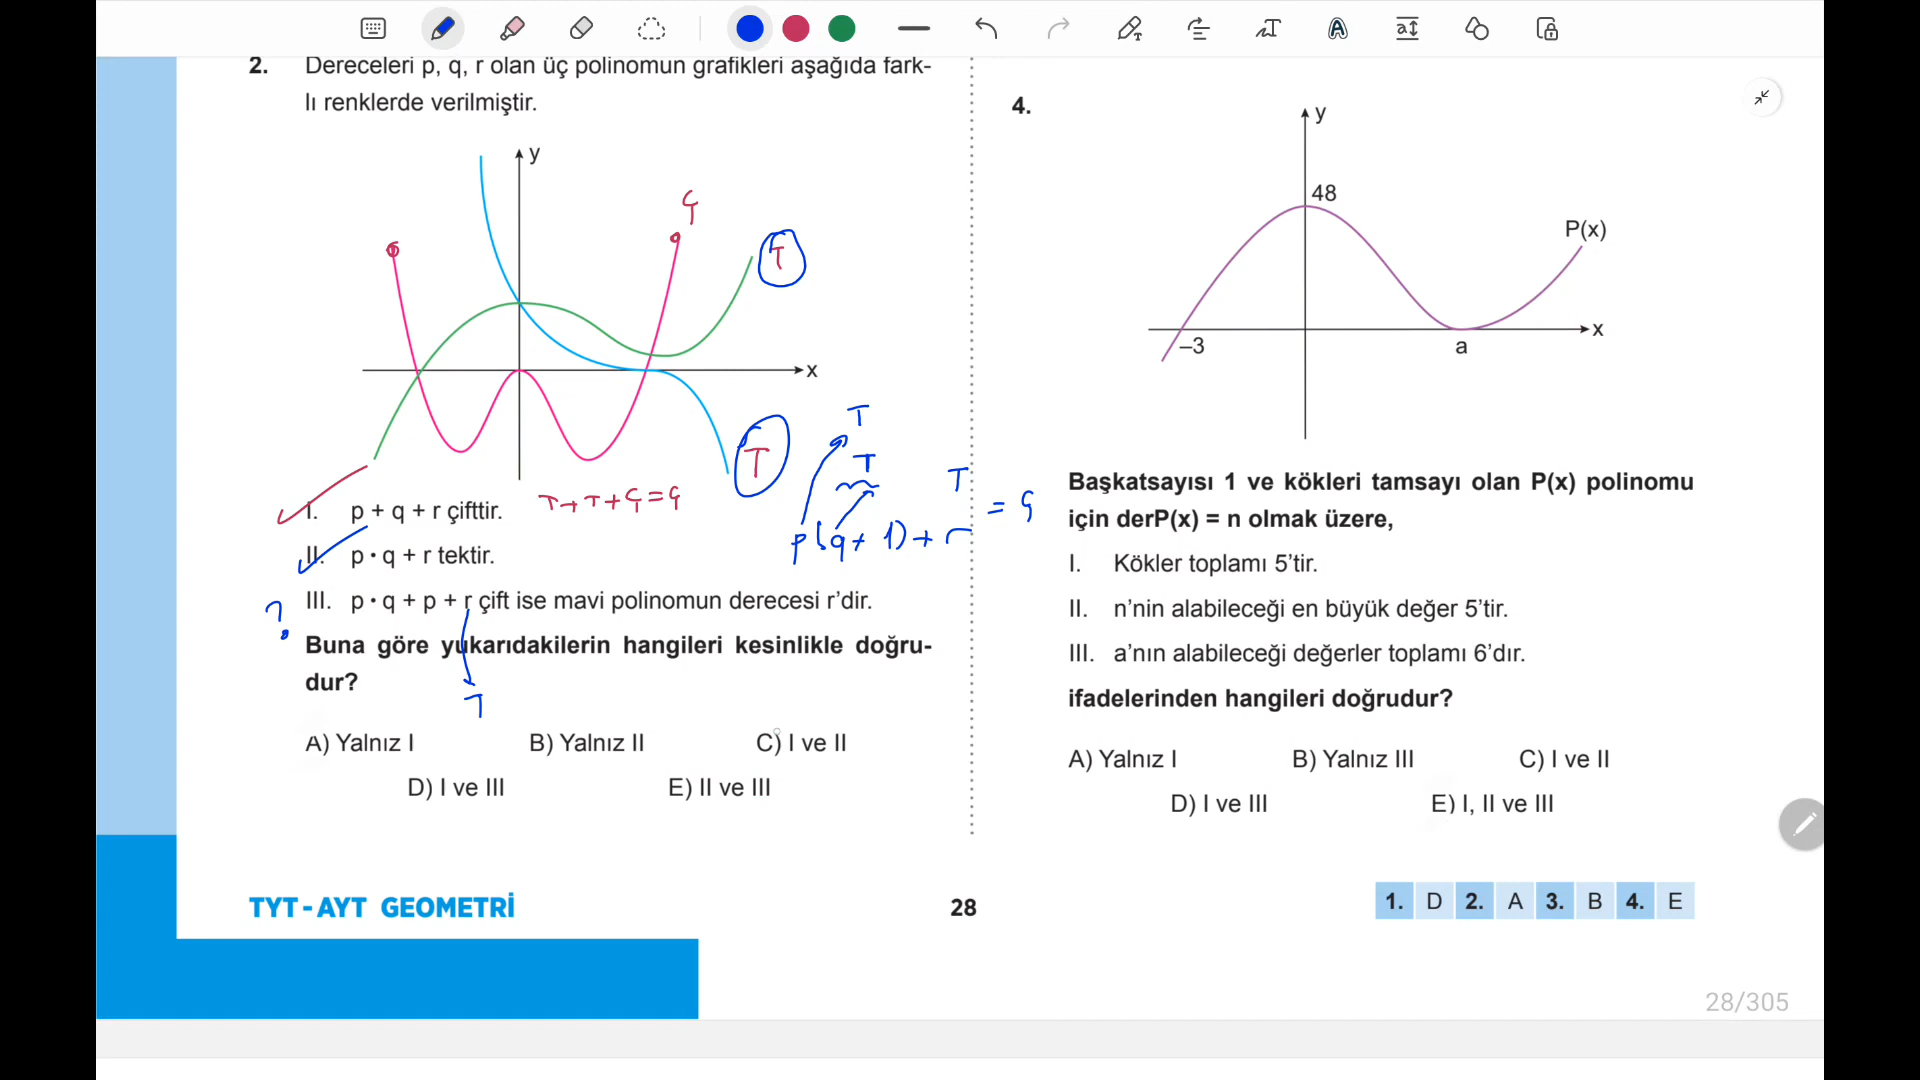 2. Dereceleri p, q, r olan üç polinomun grafikleri aşağıda fark-
lı renklerde verilmiştir.
y
Ç
T
x
T
T+T+Ç=Ç
I. p + q + r çifttir.
II. p · q + r tektir.
III. p · q + p + r çift ise mavi polinomun derecesi r’dir.
?
T
T
T
p(q+1)+r = Ç
Buna göre yukarıdakilerin hangileri kesinlikle doğru-
dur?
T
A) Yalnız I B) Yalnız II C) I ve II
D) I ve III E) II ve III
4.
y
48
P(x)
x
–3
a
Başkatsayısı 1 ve kökleri tamsayı olan P(x) polinomu
için derP(x) = n olmak üzere,
I. Kökler toplamı 5’tir.
II. n’nin alabileceği en büyük değer 5’tir.
III. a’nın alabileceği değerler toplamı 6’dır.
ifadelerinden hangileri doğrudur?
A) Yalnız I B) Yalnız III C) I ve II
D) I ve III E) I, II ve III
TYT - AYT GEOMETRİ
28
1. D 2. A 3. B 4. E
28/305